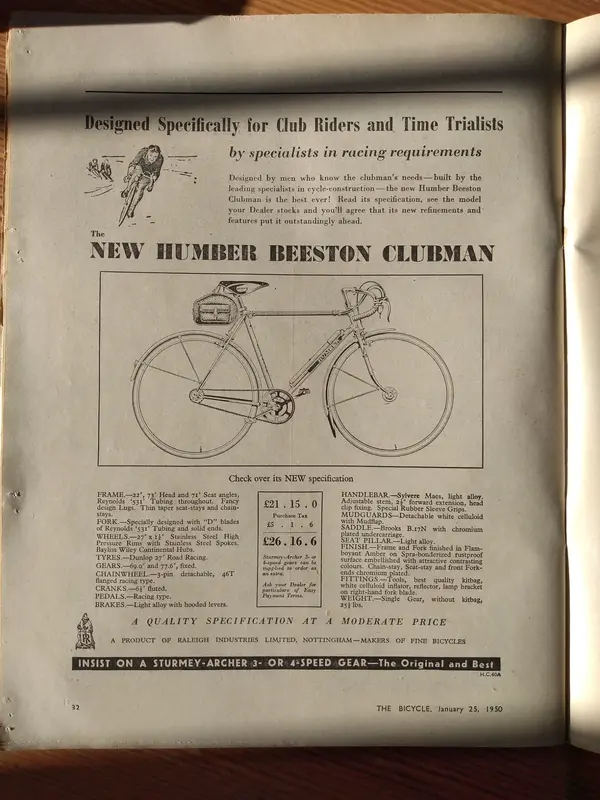 Designed Specifically for Club Riders and Time Trialists
by specialists in racing requirements
Designed by men who know the clubman's needs—built by the
leading specialists in cycle-construction—the new Humber Beeston
Clubman is the best ever! Read its specification, see the model
your Dealer stocks and you'll agree that its new refinements and
features put it outstandingly ahead.
The
NEW HUMBER BEESTON CLUBMAN
Check over its NEW specification
FRAME.—22", 73° Head and 71° Seat angles,
Reynolds '531' Tubing throughout. Fancy
design Lugs. Thin taper seat-stays and chain-
stays.
FORK.—Specially designed with "D" blades
of Reynolds '531' Tubing and solid ends.
WHEELS.—27" x 1¼" Stainless Steel High
Pressure Rims with Stainless Steel Spokes.
Bayliss Wiley Continental Hubs.
TYRES.—Dunlop 27" Road Racing.
GEARS.—69.0" and 77.6", fixed.
CHAINWHEEL.—3-pin detachable, 46T
flanged racing type.
CRANKS.—6½" fluted.
PEDALS.—Racing type.
BRAKES.—Light alloy with hooded levers.
£21 . 15 . 0
Purchase Tax
£5 . 1 . 6
£26 . 16 . 6
Sturmey-Archer 3- or
4-speed gears can be
supplied to order as
an extra.
Ask your Dealer for
particulars of Easy
Payment Terms.
HANDLEBAR.—Sylvere Maes, light alloy.
Adjustable stem, 2¾" forward extension, head
clip fixing. Special Rubber Sleeve Grips.
MUDGUARDS.—Detachable white celluloid
with Mudflap.
SADDLE.—Brooks B.17N with chromium
plated undercarriage.
SEAT PILLAR.—Light alloy.
FINISH.—Frame and Fork finished in Flam-
boyant Amber on Spra-bonderized rustproof
surface embellished with attractive contrasting
colours. Chain-stay, Seat-stay and front Fork-
ends chromium plated.
FITTINGS.—Tools, best quality kitbag,
white celluloid inflator, reflector, lamp bracket
on right-hand fork blade.
WEIGHT.—Single Gear, without kitbag,
25½ lbs.
A QUALITY SPECIFICATION AT A MODERATE PRICE
A PRODUCT OF RALEIGH INDUSTRIES LIMITED, NOTTINGHAM—MAKERS OF FINE BICYCLES
INSIST ON A STURMEY-ARCHER 3- OR 4-SPEED GEAR—The Original and Best
H.C.60A
32
THE BICYCLE, January 25, 1950